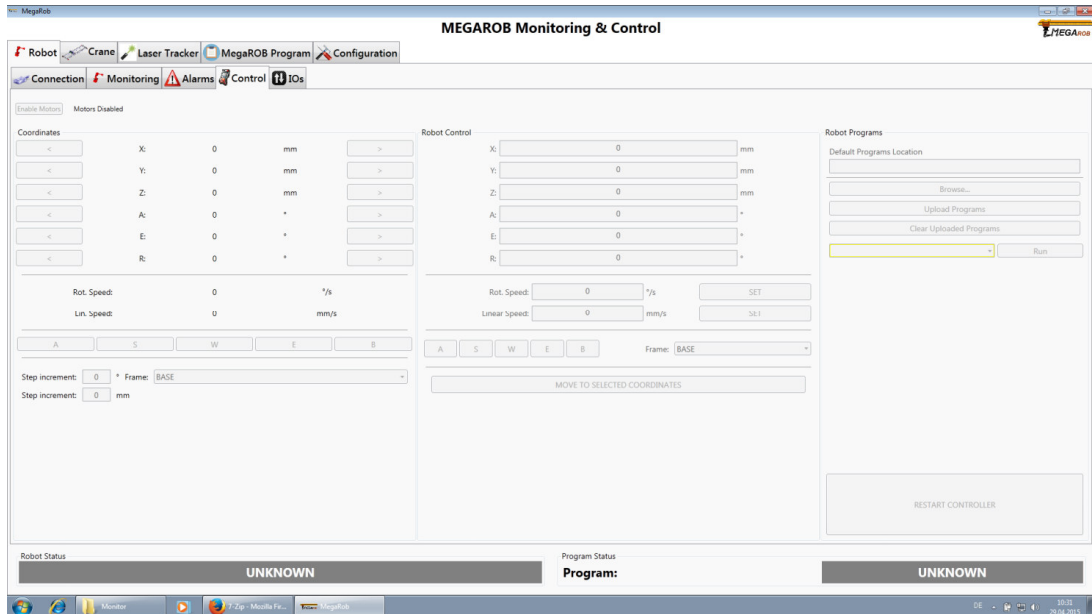 MegaRob
MEGAROB Monitoring & Control
MEGAROB
Robot Crane Laser Tracker MegaROB Program Configuration
Connection Monitoring Alarms Control IOs
Enable Motors Motors Disabled
Coordinates
< X: 0 mm >
< Y: 0 mm >
< Z: 0 mm >
< A: 0 ° >
< E: 0 ° >
< R: 0 ° >
Rot. Speed: 0 °/s
Lin. Speed: 0 mm/s
A S W E B
Step increment: 0 ° Frame: BASE
Step increment: 0 mm
Robot Control
X: 0 mm
Y: 0 mm
Z: 0 mm
A: 0 °
E: 0 °
R: 0 °
Rot. Speed: 0 °/s SET
Linear Speed: 0 mm/s SET
A S W E B Frame: BASE
MOVE TO SELECTED COORDINATES
Robot Programs
Default Programs Location
Browse...
Upload Programs
Clear Uploaded Programs
Run
RESTART CONTROLLER
Robot Status
UNKNOWN
Program Status
Program: UNKNOWN
Monitor 7-Zip - Mozilla Fir... MegaRob DE 10:31
29.04.2015